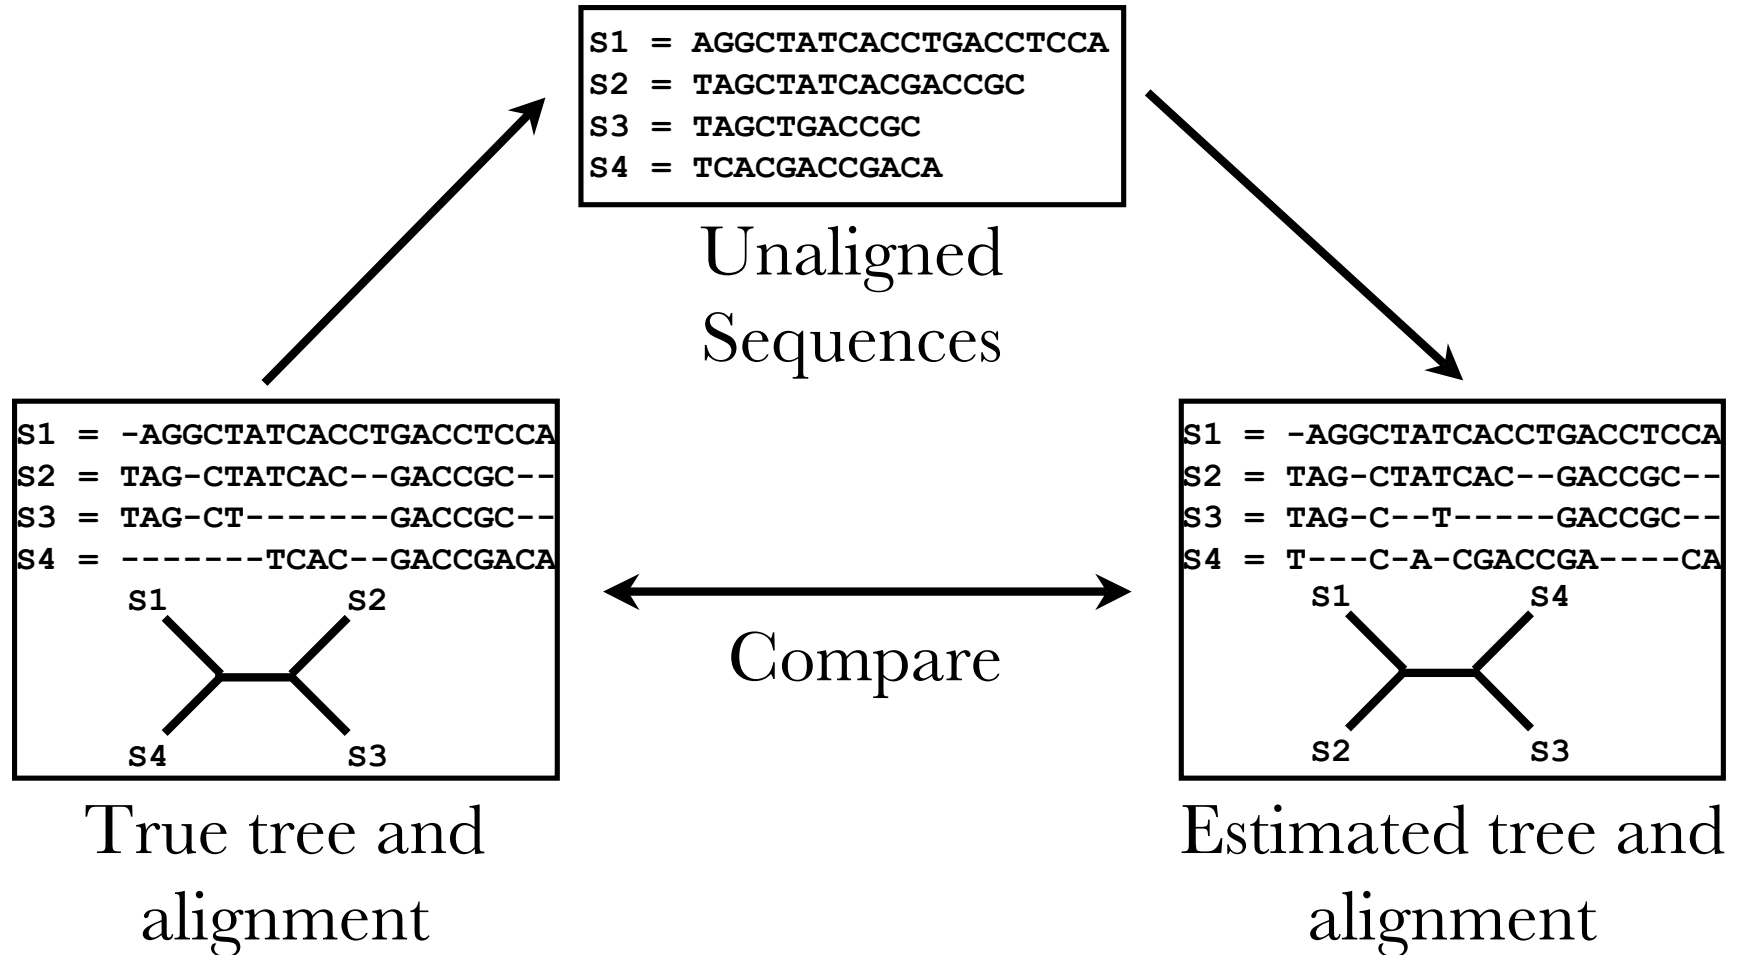 S1 = AGGCTATCACCTGACCTCCA
S2 = TAGCTATCACGACCGC
S3 = TAGCTGACCGC
S4 = TCACGACCGACA
Unaligned
Sequences
S1 = -AGGCTATCACCTGACCTCCA
S2 = TAG-CTATCAC--GACCGC--
S3 = TAG-CT-------GACCGC--
S4 = -------TCAC--GACCGACA
S1 S2
S4 S3
True tree and
alignment
Compare
S1 = -AGGCTATCACCTGACCTCCA
S2 = TAG-CTATCAC--GACCGC--
S3 = TAG-C--T-----GACCGC--
S4 = T---C-A-CGACCGA----CA
S1 S4
S2 S3
Estimated tree and
alignment